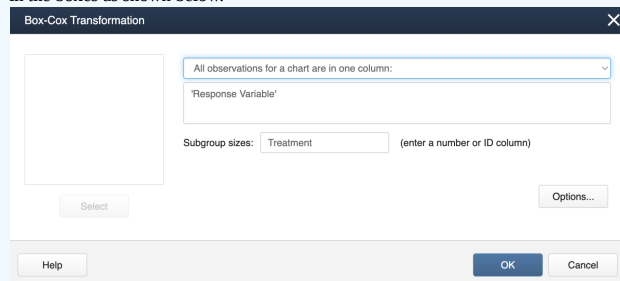 in the boxes as shown below.
Box-Cox Transformation
All observations for a chart are in one column:
'Response Variable'
Subgroup sizes: Treatment (enter a number or ID column)
Options...
Select
Help OK Cancel